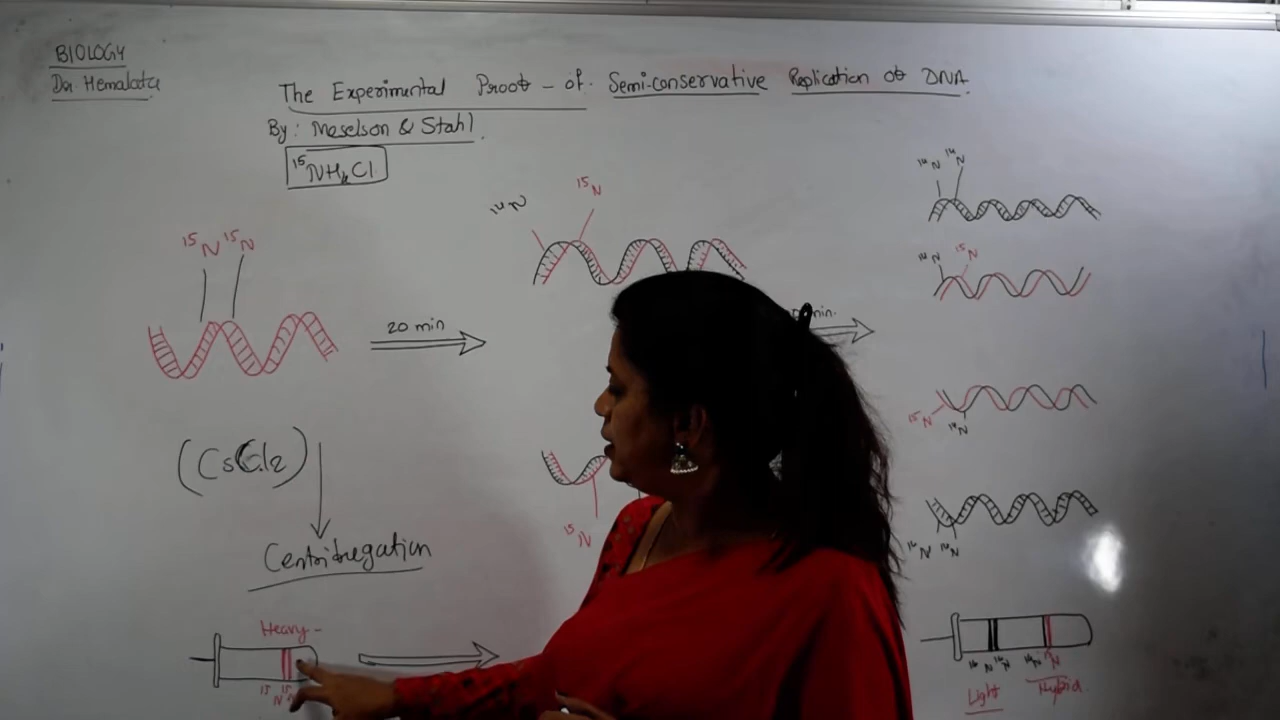 BIOLOGY
Dr Hemalata
The Experimental Proof - of Semi-conservative Replication of DNA
By: Meselson & Stahl
15NH4Cl
14N 15N
14N 14N
15N 15N
14N 15N
20 min
min.
15N 14N
(CsCl2)
15N
Centrifugation
14N 14N
Heavy -
15N 15N
14N 14N 14N 15N
Light Hybrid